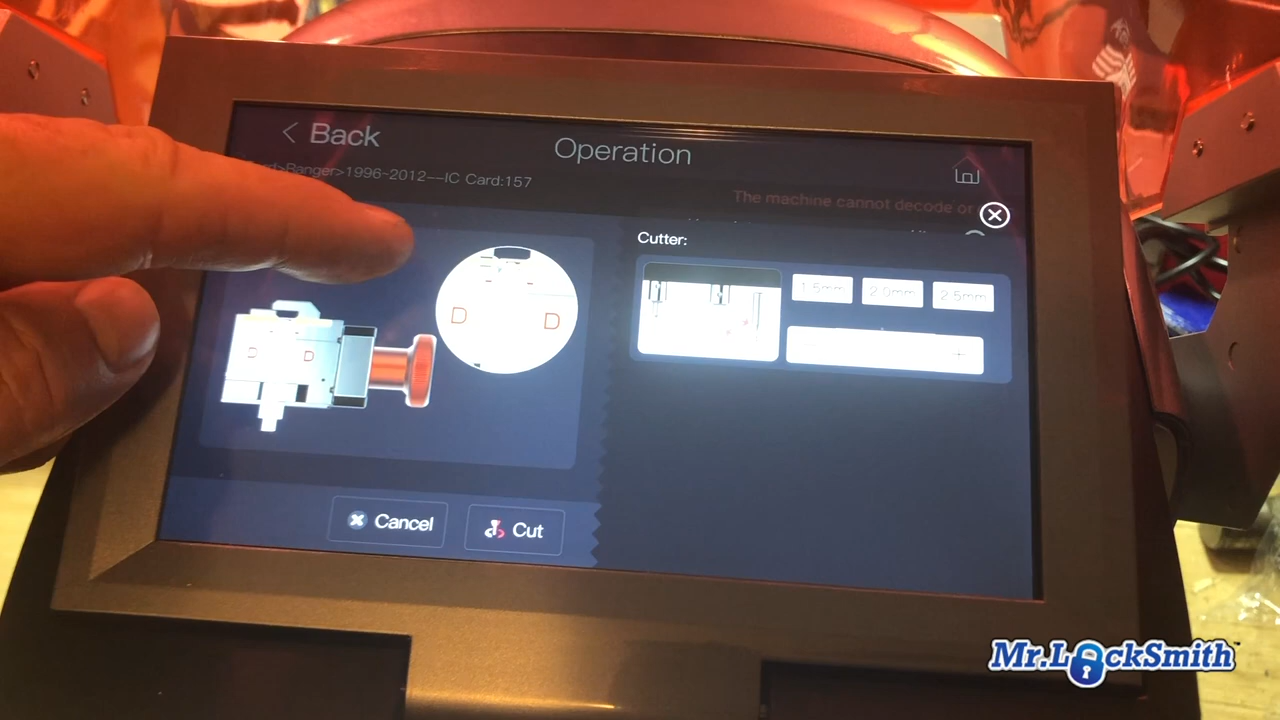 Back
Operation
Ranger>1996~2012--IC Card:157
The machine cannot decode or
Cutter:
1.5mm 2.0mm 2.5mm
D D
D D
Cancel
Cut
Mr.LockSmith™